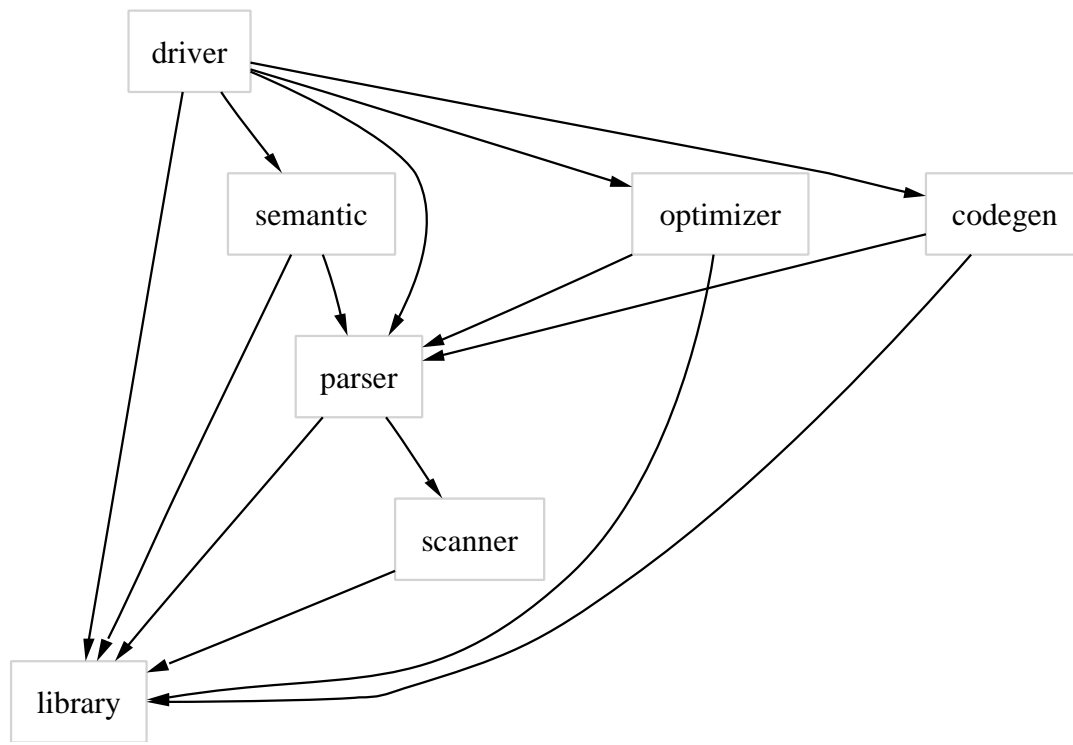 driver
semantic
optimizer
codegen
parser
scanner
library